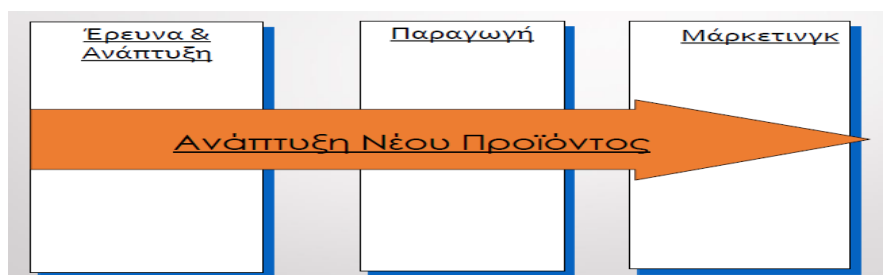 Έρευνα &
Ανάπτυξη
Παραγωγή
Μάρκετινγκ
Ανάπτυξη Νέου Προϊόντος